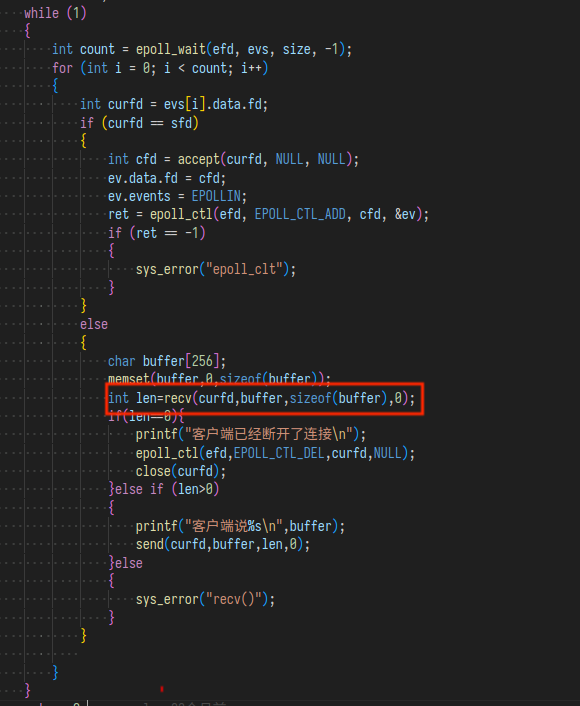 while (1)
{
int count = epoll_wait(efd, evs, size, -1);
for (int i = 0; i < count; i++)
{
int curfd = evs[i].data.fd;
if (curfd == sfd)
{
int cfd = accept(curfd, NULL, NULL);
ev.data.fd = cfd;
ev.events = EPOLLIN;
ret = epoll_ctl(efd, EPOLL_CTL_ADD, cfd, &ev);
if (ret == -1)
{
sys_error("epoll_clt");
}
}
else
{
char buffer[256];
memset(buffer,0,sizeof(buffer));
int len=recv(curfd,buffer,sizeof(buffer),0);
if(len==0){
printf("客户端已经断开了连接\n");
epoll_ctl(efd,EPOLL_CTL_DEL,curfd,NULL);
close(curfd);
}else if (len>0)
{
printf("客户端说%s\n",buffer);
send(curfd,buffer,len,0);
}else
{
sys_error("recv()");
}
}
}
}